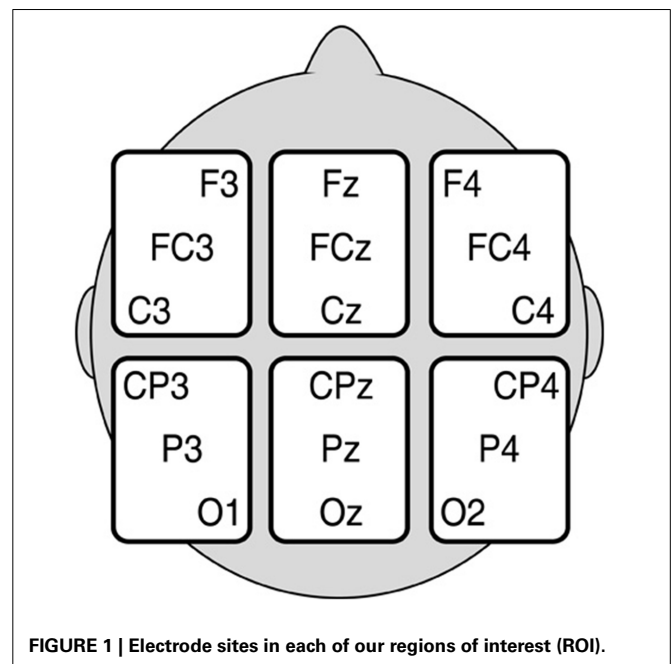 F3 Fz F4
FC3 FCz FC4
C3 Cz C4
CP3 CPz CP4
P3 Pz P4
O1 Oz O2
FIGURE 1 | Electrode sites in each of our regions of interest (ROI).